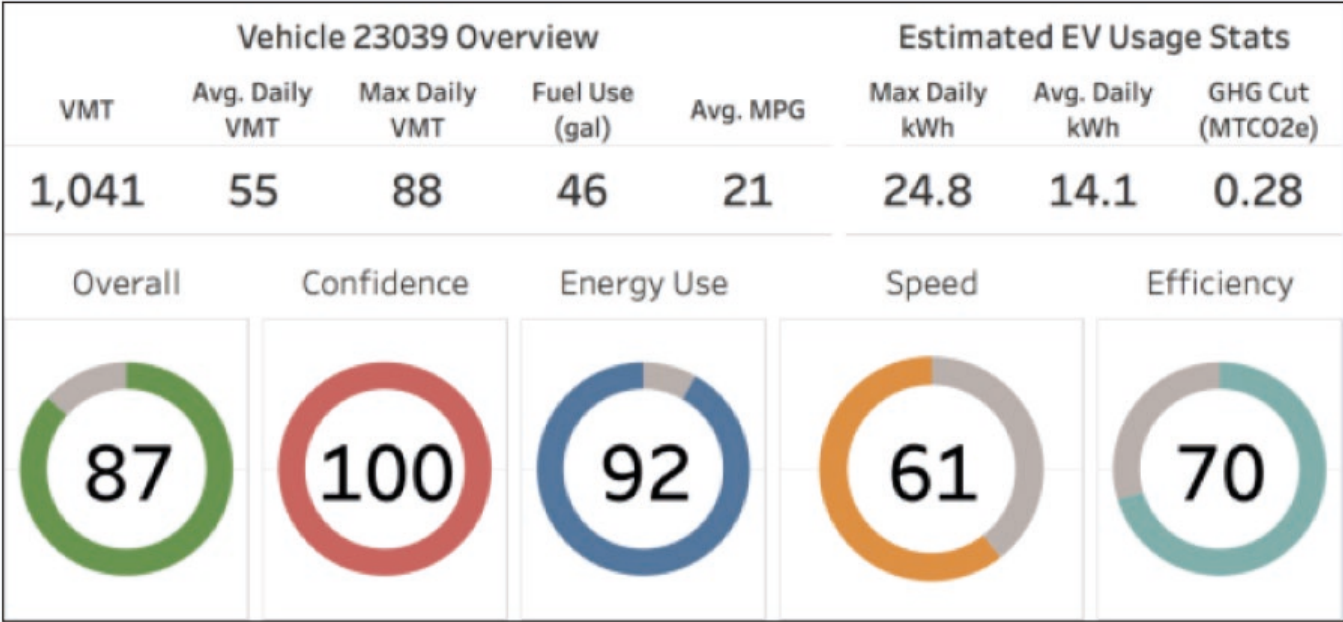 Vehicle 23039 Overview
Estimated EV Usage Stats
VMT
Avg. Daily
VMT
Max Daily
VMT
Fuel Use
(gal)
Avg. MPG
Max Daily
kWh
Avg. Daily
kWh
GHG Cut
(MTCO2e)
1,041 55 88 46 21 24.8 14.1 0.28
Overall Confidence Energy Use Speed Efficiency
87 100 92 61 70